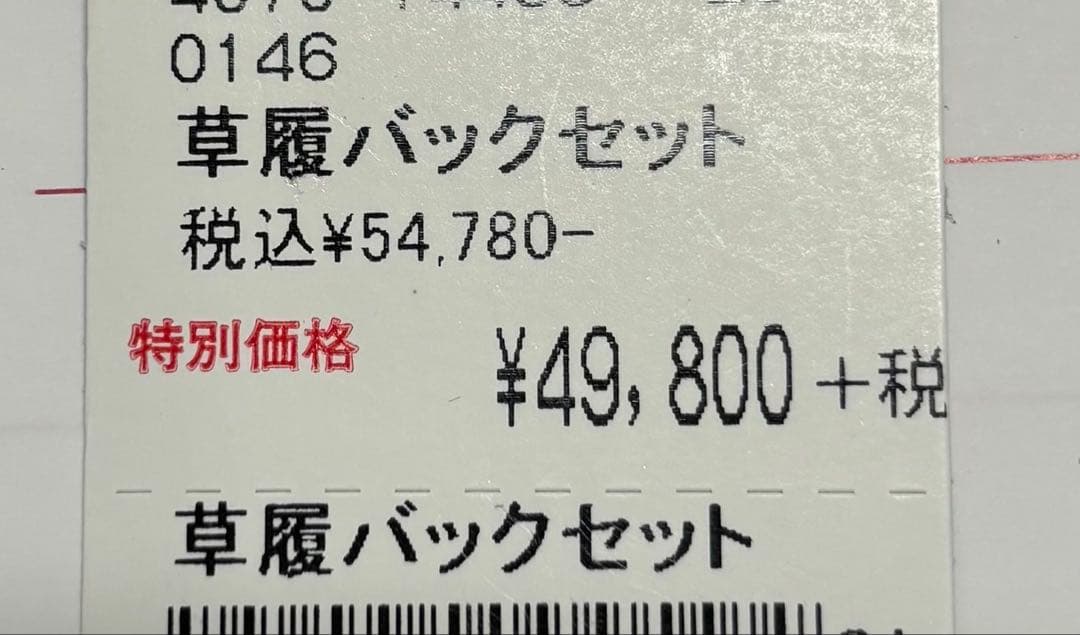 0146
草履バックセット
税込¥54,780-
特別価格 ¥49,800+税
草履バックセット